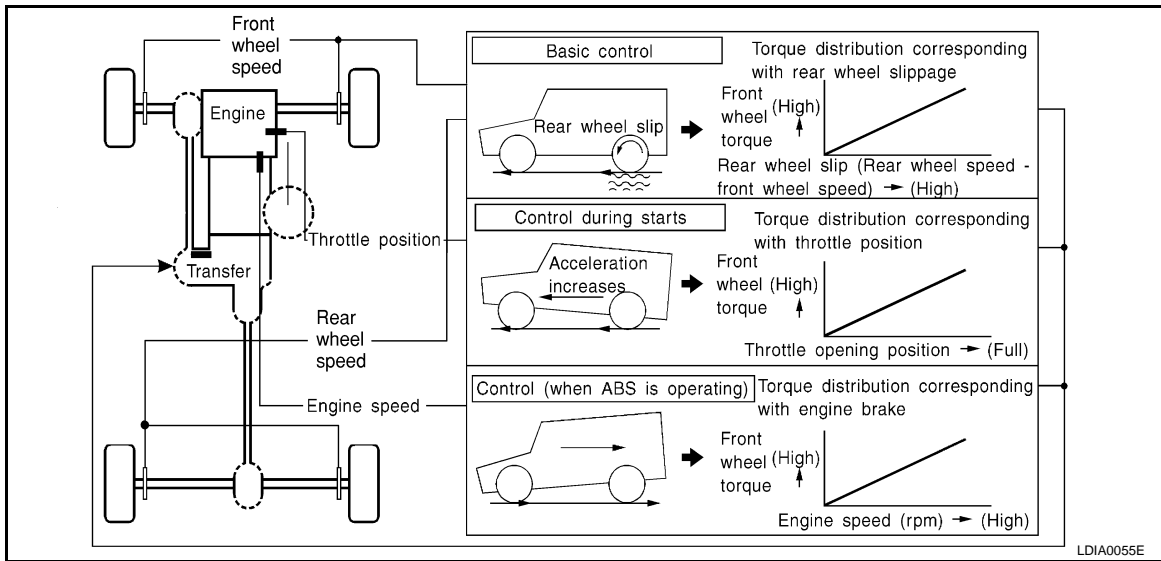 Front
wheel
speed
Engine
Throttle position
Transfer
Rear
wheel
speed
Engine speed
Basic control
Torque distribution corresponding
with rear wheel slippage
Rear wheel slip
Front
wheel
torque
(High)
Rear wheel slip (Rear wheel speed -
front wheel speed) → (High)
Control during starts
Torque distribution corresponding
with throttle position
Acceleration
increases
Front
wheel
torque
(High)
Throttle opening position → (Full)
Control (when ABS is operating)
Torque distribution corresponding
with engine brake
Front
wheel
torque
(High)
Engine speed (rpm) → (High)
LDIA0055E